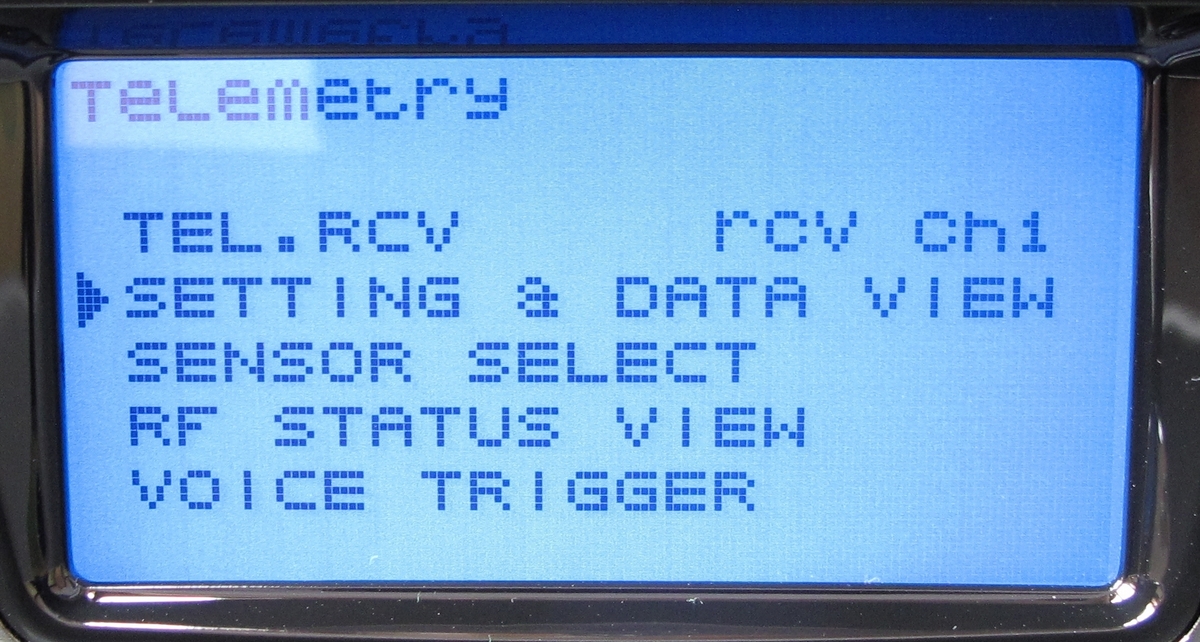 Telemetry
TEL.RCV rcv Ch1
SETTING & DATA VIEW
SENSOR SELECT
RF STATUS VIEW
VOICE TRIGGER